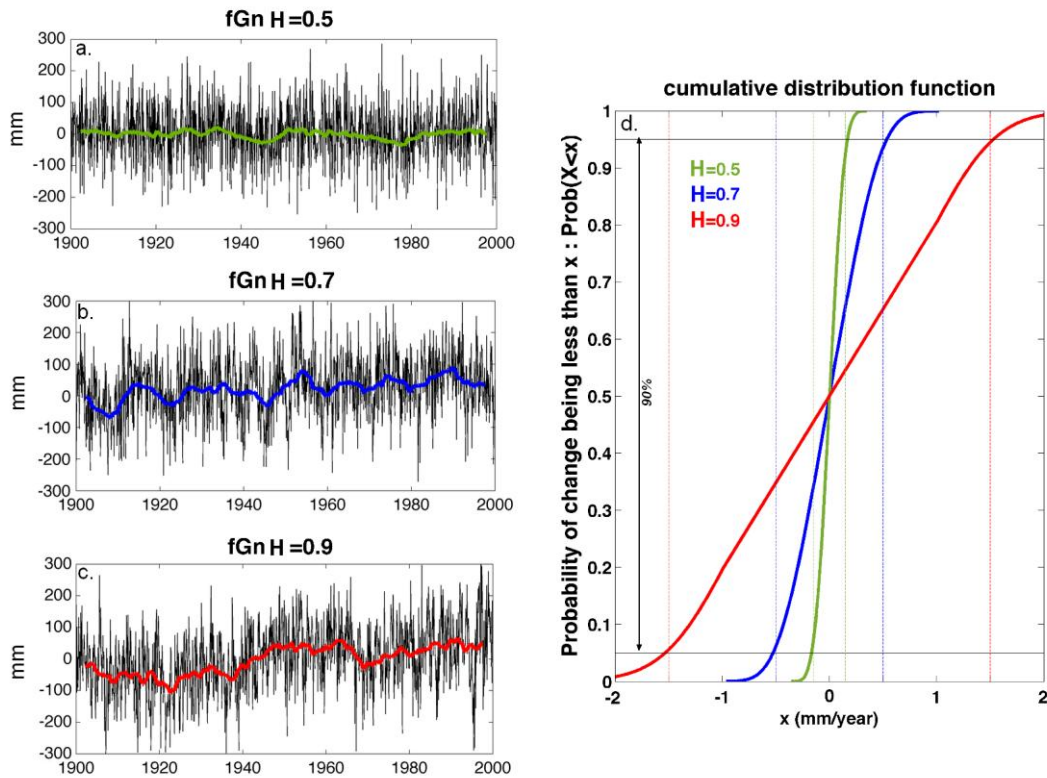 fGn H=0.5
a.
300
200
100
0
-100
-200
-300
mm
1900 1920 1940 1960 1980 2000
fGn H=0.7
b.
300
200
100
0
-100
-200
-300
mm
1900 1920 1940 1960 1980 2000
fGn H=0.9
c.
300
200
100
0
-100
-200
-300
mm
1900 1920 1940 1960 1980 2000
cumulative distribution function
d.
Probability of change being less than x : Prob(X<x)
1
0.9
0.8
0.7
0.6
0.5
0.4
0.3
0.2
0.1
0
H=0.5
H=0.7
H=0.9
90%
-2 -1 0 1 2
x (mm/year)